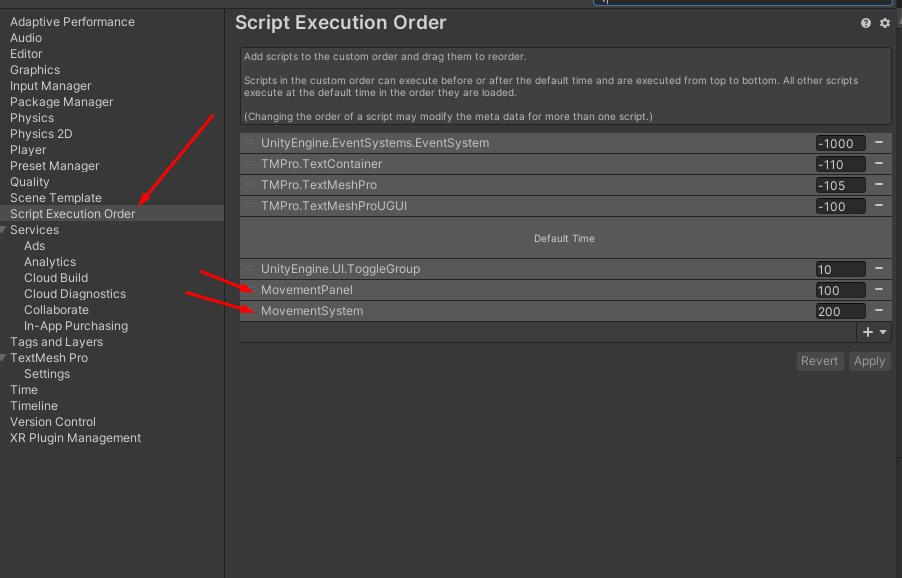 Script Execution Order
Adaptive Performance
Audio
Editor
Graphics
Input Manager
Package Manager
Physics
Physics 2D
Player
Preset Manager
Quality
Scene Template
Script Execution Order
Services
Ads
Analytics
Cloud Build
Cloud Diagnostics
Collaborate
In-App Purchasing
Tags and Layers
TextMesh Pro
Settings
Time
Timeline
Version Control
XR Plugin Management
Add scripts to the custom order and drag them to reorder.
Scripts in the custom order can execute before or after the default time and are executed from top to bottom. All other scripts
execute at the default time in the order they are loaded.
(Changing the order of a script may modify the meta data for more than one script.)
UnityEngine.EventSystems.EventSystem -1000
TMPro.TextContainer -110
TMPro.TextMeshPro -105
TMPro.TextMeshProUGUI -100
Default Time
UnityEngine.UI.ToggleGroup 10
MovementPanel 100
MovementSystem 200
Revert Apply